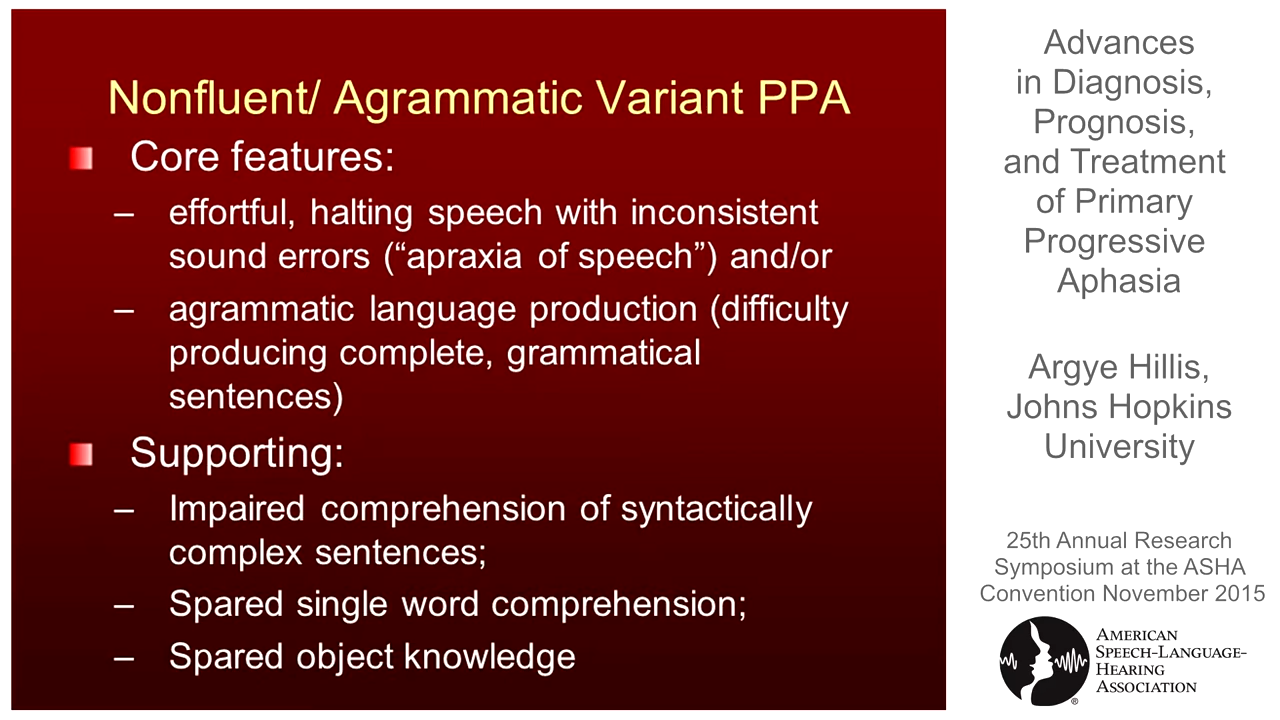 Nonfluent/ Agrammatic Variant PPA
Core features:
– effortful, halting speech with inconsistent
sound errors (“apraxia of speech”) and/or
– agrammatic language production (difficulty
producing complete, grammatical
sentences)
Supporting:
– Impaired comprehension of syntactically
complex sentences;
– Spared single word comprehension;
– Spared object knowledge
Advances
in Diagnosis,
Prognosis,
and Treatment
of Primary
Progressive
Aphasia
Argye Hillis,
Johns Hopkins
University
25th Annual Research
Symposium at the ASHA
Convention November 2015
AMERICAN
SPEECH-LANGUAGE-
HEARING
ASSOCIATION
®